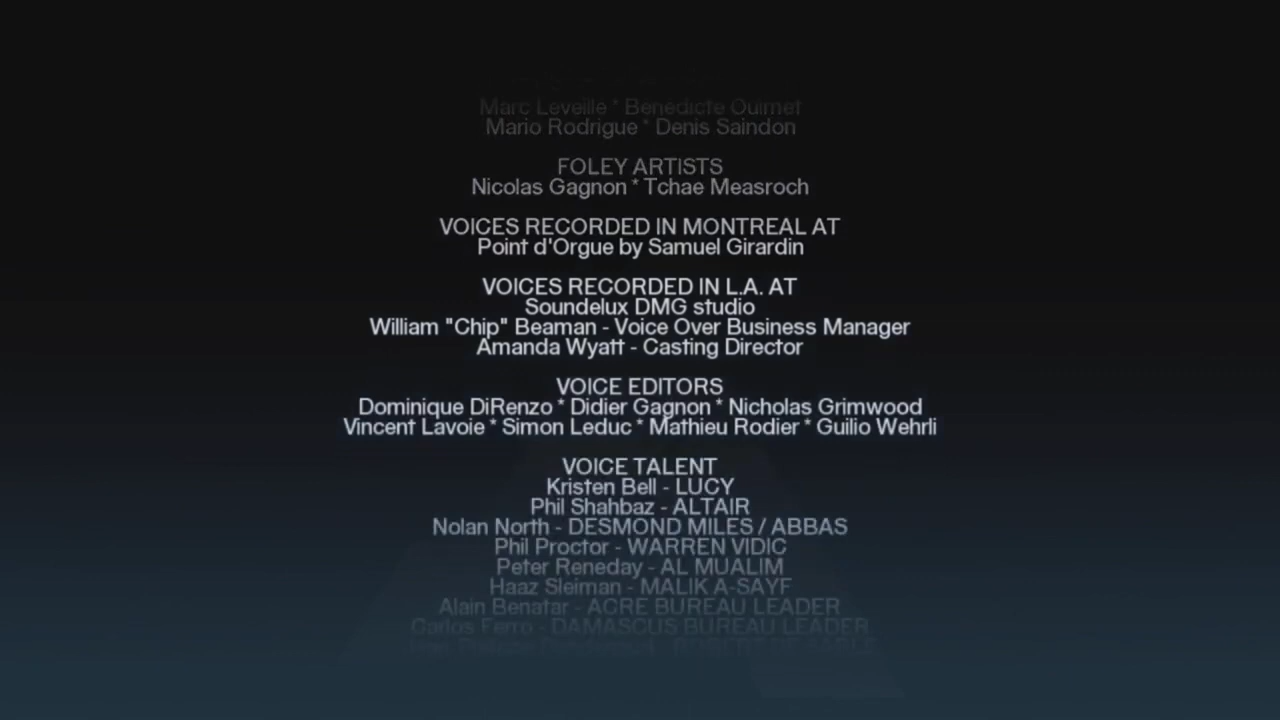 Marc Leveille * Benedicte Ouimet
Mario Rodrigue * Denis Saindon
FOLEY ARTISTS
Nicolas Gagnon * Tchae Measroch
VOICES RECORDED IN MONTREAL AT
Point d'Orgue by Samuel Girardin
VOICES RECORDED IN L.A. AT
Soundelux DMG studio
William "Chip" Beaman - Voice Over Business Manager
Amanda Wyatt - Casting Director
VOICE EDITORS
Dominique DiRenzo * Didier Gagnon * Nicholas Grimwood
Vincent Lavoie * Simon Leduc * Mathieu Rodier * Guilio Wehrli
VOICE TALENT
Kristen Bell - LUCY
Phil Shahbaz - ALTAIR
Nolan North - DESMOND MILES / ABBAS
Phil Proctor - WARREN VIDIC
Peter Reneday - AL MUALIM
Haaz Sleiman - MALIK A-SAYF
Alain Benatar - ACRE BUREAU LEADER
Carlos Ferro - DAMASCUS BUREAU LEADER